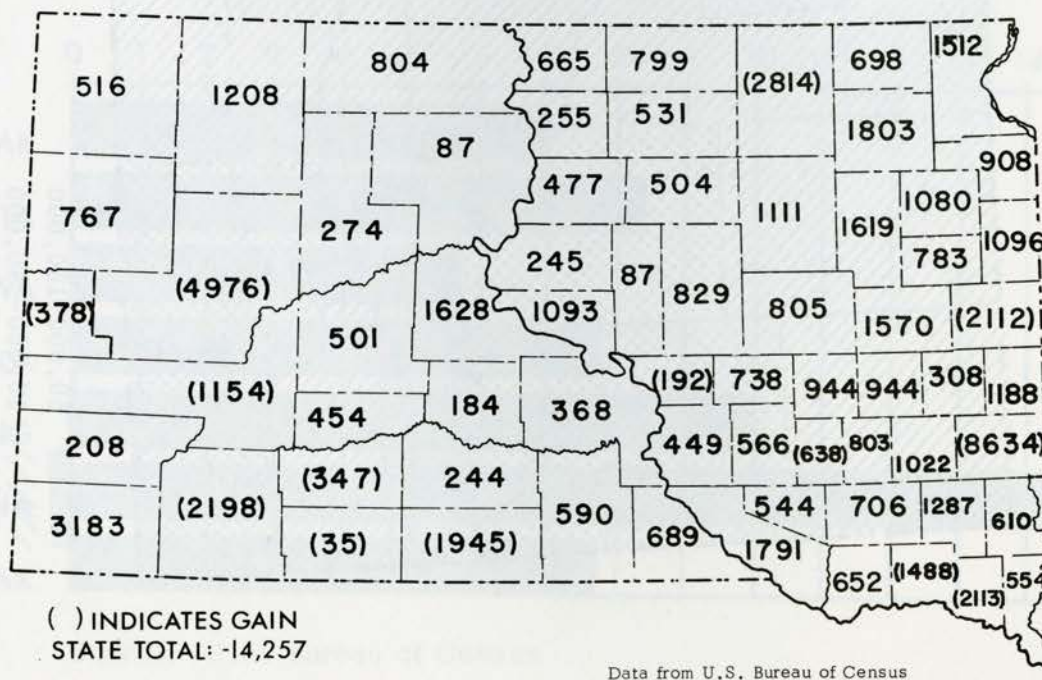 516 1208 804 665 799 (2814) 698 1512
87 255 531 1803
767 274 477 504 1111 1619 1080 908
(378) (4976) 245 87 829 783 1096
501 1628 1093 805 1570 (2112)
(1154) 454 184 368 (192) 738 944 944 308 1188
208 449 566 (638) 803 1022 (8634)
3183 (2198) (347) 244 590 544 706 1287 610
(35) (1945) 689 1791
652 (1488) (2113) 554
( ) INDICATES GAIN
STATE TOTAL: -14,257
Data from U.S. Bureau of Census